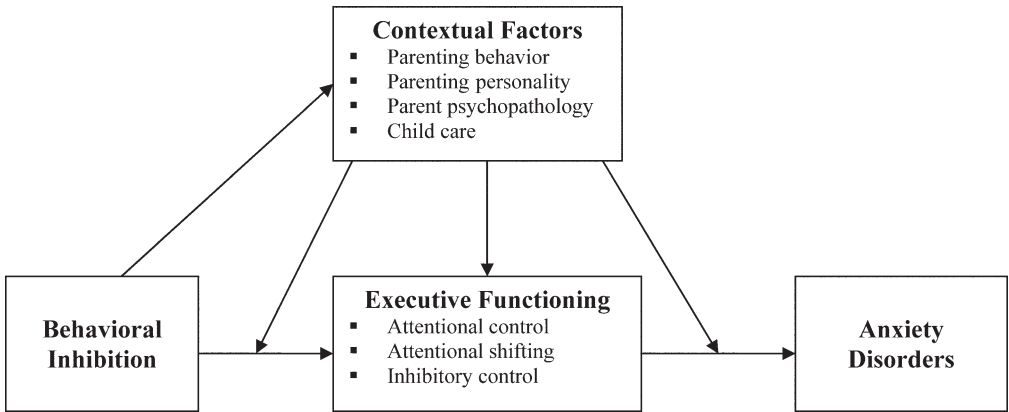 Contextual Factors
▪ Parenting behavior
▪ Parenting personality
▪ Parent psychopathology
▪ Child care
Behavioral
Inhibition
Executive Functioning
▪ Attentional control
▪ Attentional shifting
▪ Inhibitory control
Anxiety
Disorders